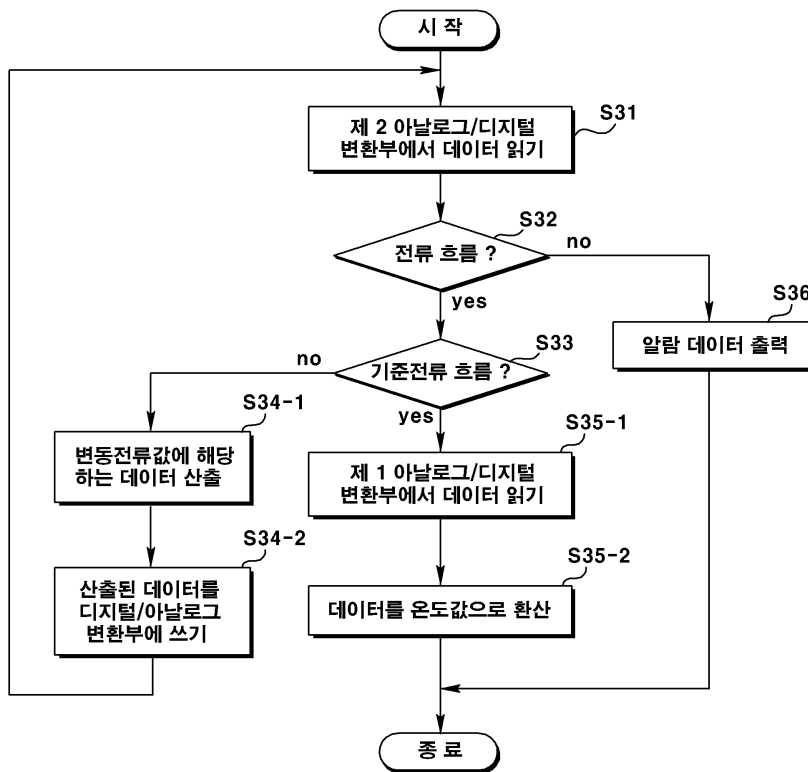 시 작
S31
제 2 아날로그/디지털
변환부에서 데이터 읽기
S32
전류 흐름 ?
no
yes
S36
알람 데이터 출력
S33
기준전류 흐름 ?
no
yes
S34-1
변동전류값에 해당
하는 데이터 산출
S35-1
제 1 아날로그/디지털
변환부에서 데이터 읽기
S34-2
산출된 데이터를
디지털/아날로그
변환부에 쓰기
S35-2
데이터를 온도값으로 환산
종 료